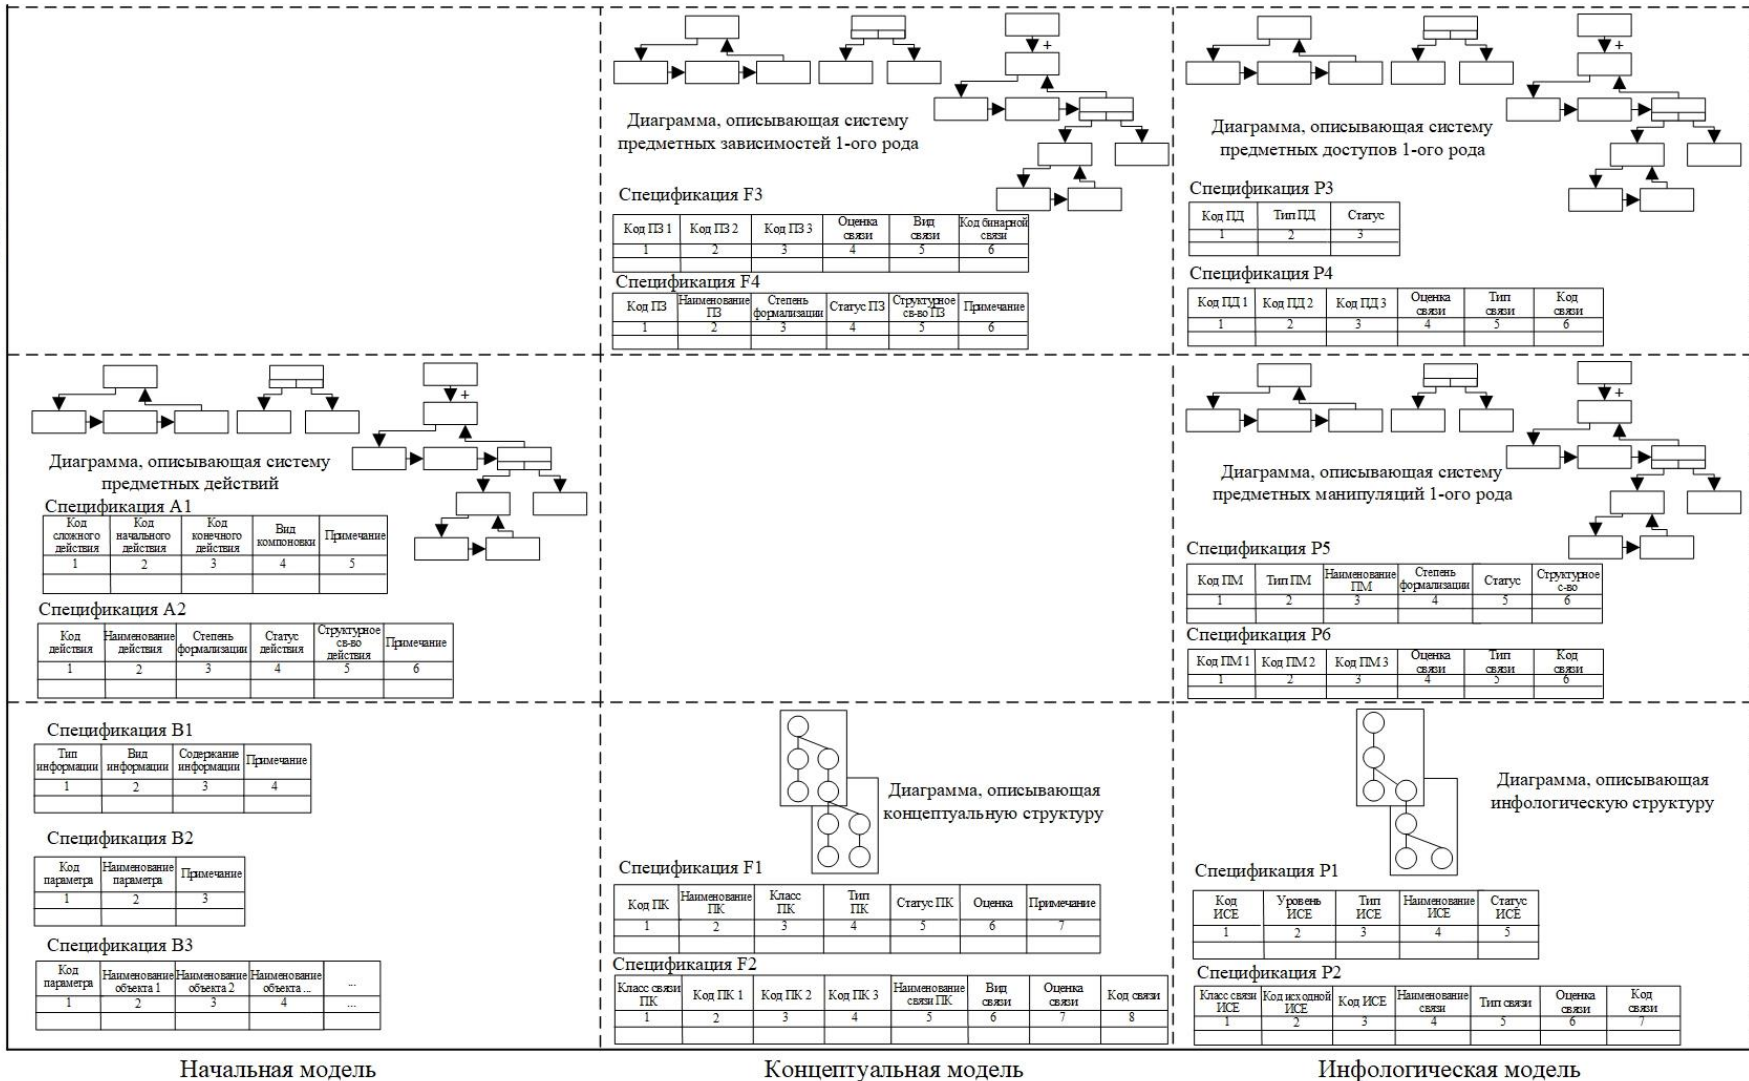 +
Диаграмма, описывающая систему
предметных зависимостей 1-ого рода
Спецификация F3
Код ПЗ 1 Код ПЗ 2 Код ПЗ 3 Оценка связи Вид связи Код бинарной связи
1 2 3 4 5 6
Спецификация F4
Код ПЗ Наименование ПЗ Степень формализации Статус ПЗ Структурное св-во ПЗ Примечание
1 2 3 4 5 6
+
Диаграмма, описывающая систему
предметных доступов 1-ого рода
Спецификация P3
Код ПД Тип ПД Статус
1 2 3
Спецификация P4
Код ПД 1 Код ПД 2 Код ПД 3 Оценка связи Тип связи Код связи
1 2 3 4 5 6
+
Диаграмма, описывающая систему
предметных действий
Спецификация A1
Код сложного действия Код начального действия Код конечного действия Вид компоновки Примечание
1 2 3 4 5
Спецификация A2
Код действия Наименование действия Степень формализации Статус действия Структурное св-во действия Примечание
1 2 3 4 5 6
+
Диаграмма, описывающая систему
предметных манипуляций 1-ого рода
Спецификация P5
Код ПМ Тип ПМ Наименование ПМ Степень формализации Статус Структурное с-во
1 2 3 4 5 6
Спецификация P6
Код ПМ 1 Код ПМ 2 Код ПМ 3 Оценка связи Тип связи Код связи
1 2 3 4 5 6
Спецификация B1
Тип информации Вид информации Содержание информации Примечание
1 2 3 4
Спецификация B2
Код параметра Наименование параметра Примечание
1 2 3
Спецификация B3
Код параметра Наименование объекта 1 Наименование объекта 2 Наименование объекта ... ...
1 2 3 4 ...
Диаграмма, описывающая
концептуальную структуру
Спецификация F1
Код ПК Наименование ПК Класс ПК Тип ПК Статус ПК Оценка Примечание
1 2 3 4 5 6 7
Спецификация F2
Класс связи ПК Код ПК 1 Код ПК 2 Код ПК 3 Наименование связи ПК Вид связи Оценка связи Код связи
1 2 3 4 5 6 7 8
Диаграмма, описывающая
инфологическую структуру
Спецификация P1
Код ИСЕ Уровень ИСЕ Тип ИСЕ Наименование ИСЕ Статус ИСЕ
1 2 3 4 5
Спецификация P2
Класс связи ИСЕ Код исходной ИСЕ Код ИСЕ Наименование связи Тип связи Оценка связи Код связи
1 2 3 4 5 6 7
Начальная модель
Концептуальная модель
Инфологическая модель